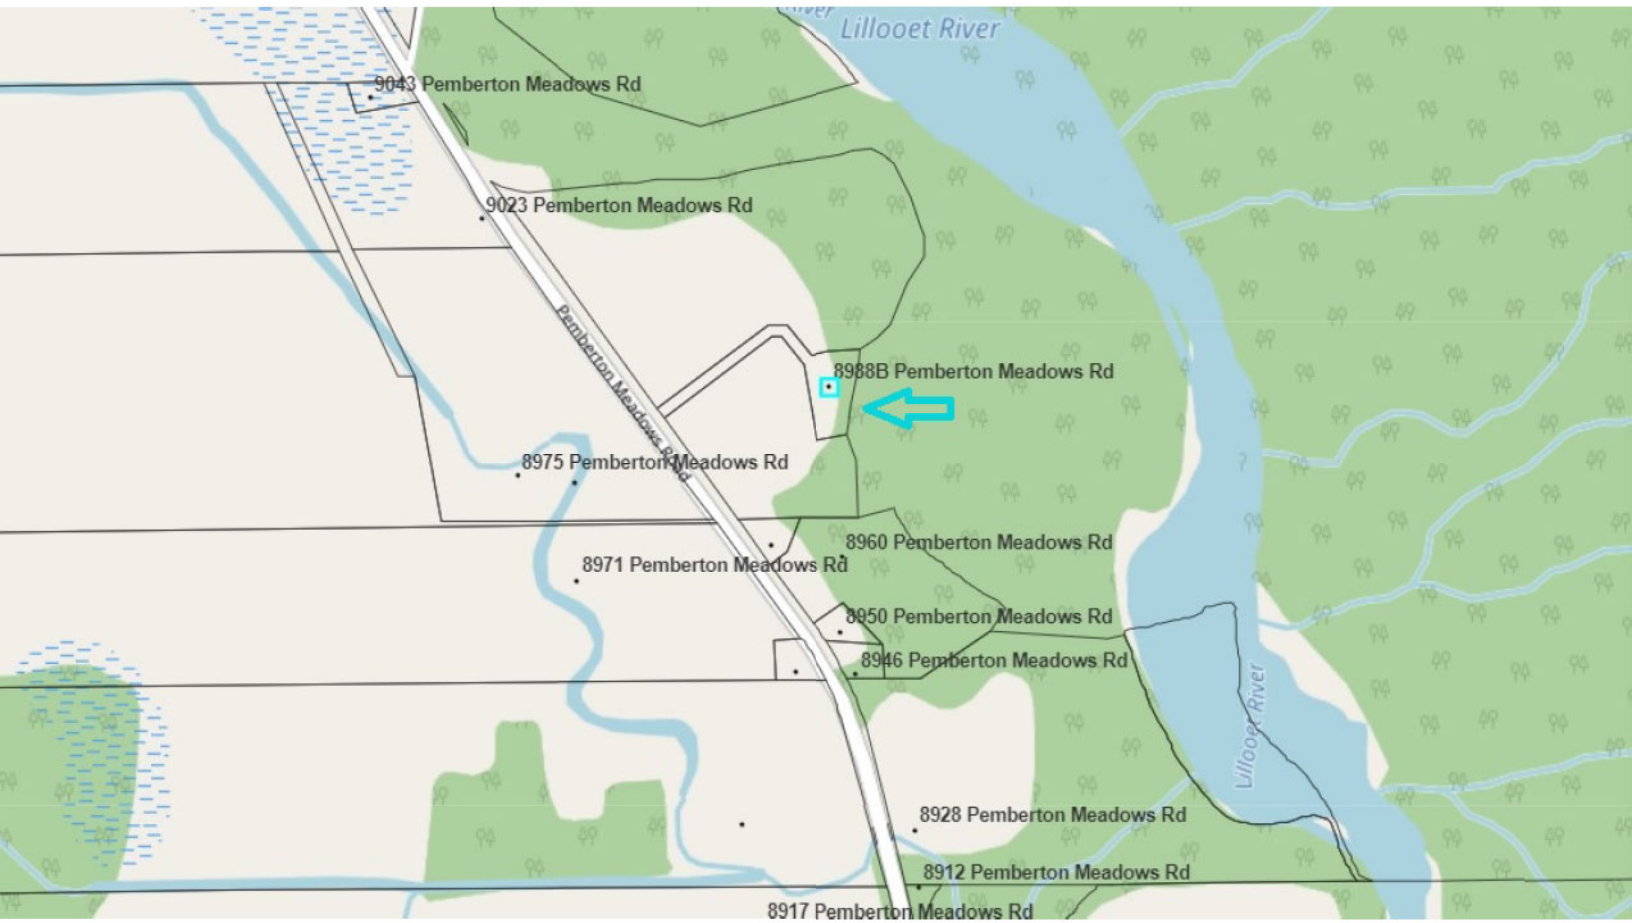 Lillooet River
9043 Pemberton Meadows Rd
9023 Pemberton Meadows Rd
Pemberton Meadows Road
8988B Pemberton Meadows Rd
8975 Pemberton Meadows Rd
8960 Pemberton Meadows Rd
8971 Pemberton Meadows Rd
8950 Pemberton Meadows Rd
8946 Pemberton Meadows Rd
Lillooet River
8928 Pemberton Meadows Rd
8912 Pemberton Meadows Rd
8917 Pemberton Meadows Rd